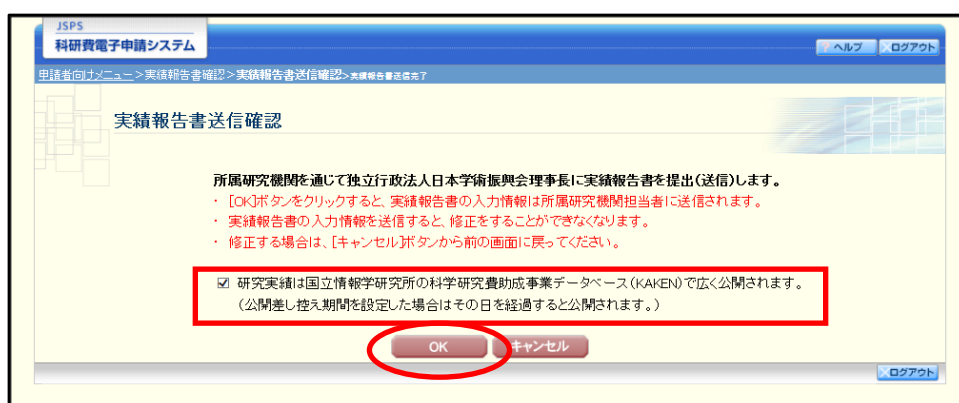 JSPS
科研費電子申請システム
ヘルプ
ログアウト
申請者向けメニュー>実績報告書確認>実績報告書送信確認>実績報告書送信完了
実績報告書送信確認
所属研究機関を通じて独立行政法人日本学術振興会理事長に実績報告書を提出(送信)します。
・ [OK]ボタンをクリックすると、実績報告書の入力情報は所属研究機関担当者に送信されます。
・ 実績報告書の入力情報を送信すると、修正をすることができなくなります。
・ 修正する場合は、[キャンセル]ボタンから前の画面に戻ってください。
研究実績は国立情報学研究所の科学研究費助成事業データベース(KAKEN)で広く公開されます。
(公開差し控え期間を設定した場合はその日を経過すると公開されます。)
OK
キャンセル
ログアウト